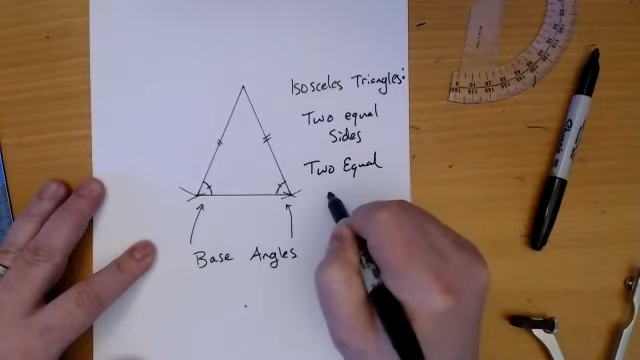 Isosceles Triangles:
Two equal
Sides
Two Equal
Base Angles